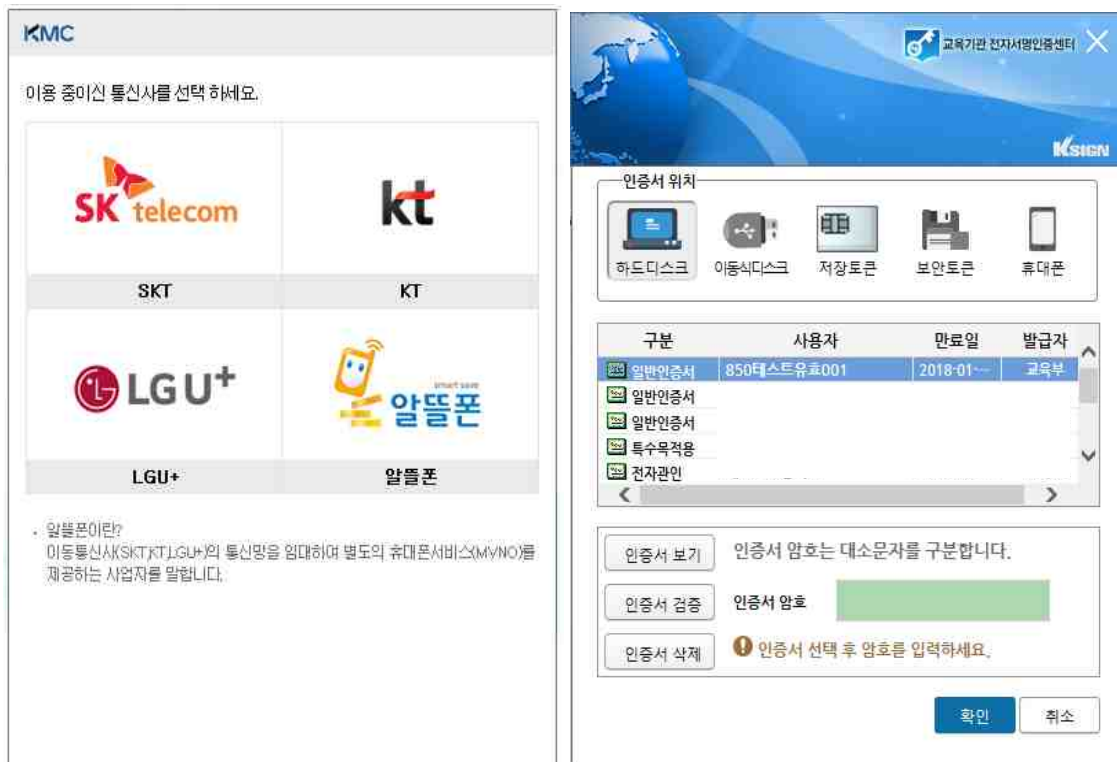 KMC
이용 중이신 통신사를 선택 하세요.
SK telecom
kt
SKT
KT
LG U+
smart save
알뜰폰
LGU+
알뜰폰
알뜰폰이란?
이동통신사(SKT,KT,LGU+)의 통신망을 임대하여 별도의 휴대폰서비스(MVNO)를
제공하는 사업자를 말합니다.
교육기관 전자서명인증센터
KSIGN
인증서 위치
하드디스크 이동식디스크 저장토큰 보안토큰 휴대폰
구분 사용자 만료일 발급자
일반인증서 850테스트유효001 2018-01-... 교육부
일반인증서
일반인증서
특수목적용
전자관인
인증서 보기 인증서 암호는 대소문자를 구분합니다.
인증서 검증 인증서 암호
인증서 삭제 인증서 선택 후 암호를 입력하세요.
확인 취소